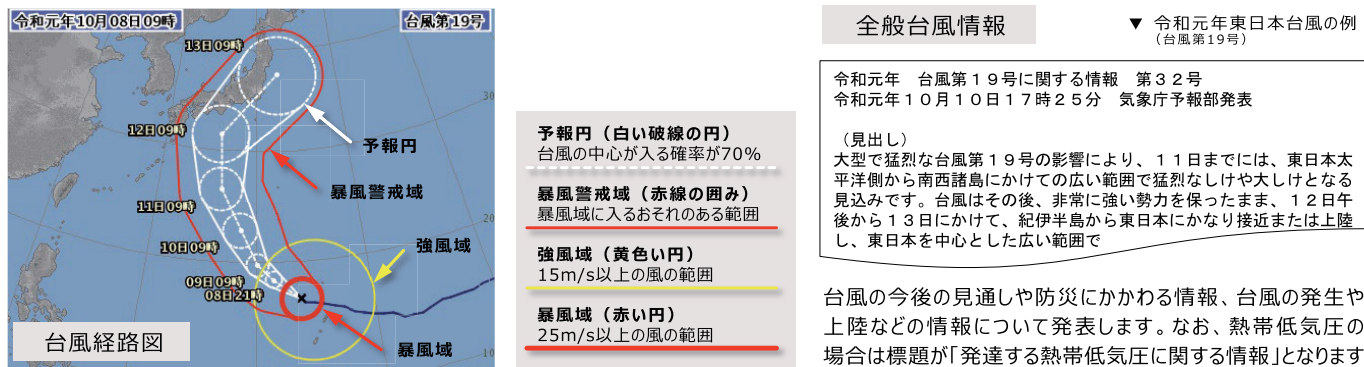 令和元年10月08日09時
台風第19号
13日09時
12日09時
11日09時
10日09時
09日09時
08日21時
30
20
10
予報円
暴風警戒域
強風域
暴風域
台風経路図
予報円（白い破線の円）
台風の中心が入る確率が70%
暴風警戒域（赤線の囲み）
暴風域に入るおそれのある範囲
強風域（黄色い円）
15m/s以上の風の範囲
暴風域（赤い円）
25m/s以上の風の範囲
全般台風情報
▼ 令和元年東日本台風の例
（台風第19号）
令和元年　台風第１９号に関する情報　第３２号
令和元年１０月１０日１７時２５分　気象庁予報部発表
（見出し）
大型で猛烈な台風第１９号の影響により、１１日までには、東日本太
平洋側から南西諸島にかけての広い範囲で猛烈なしけや大しけとなる
見込みです。台風はその後、非常に強い勢力を保ったまま、１２日午
後から１３日にかけて、紀伊半島から東日本にかなり接近または上陸
し、東日本を中心とした広い範囲で
台風の今後の見通しや防災にかかわる情報、台風の発生や
上陸などの情報について発表します。なお、熱帯低気圧の
場合は標題が「発達する熱帯低気圧に関する情報」となります